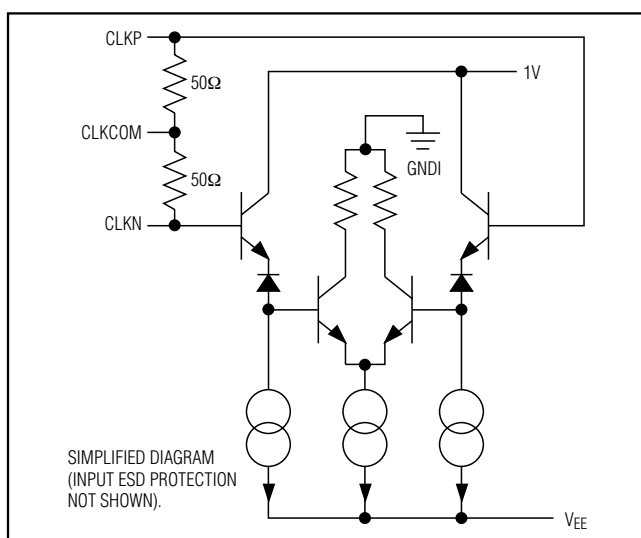 CLKP
50Ω
1V
CLKCOM
GNDI
50Ω
CLKN
SIMPLIFIED DIAGRAM
(INPUT ESD PROTECTION
NOT SHOWN).
VEE